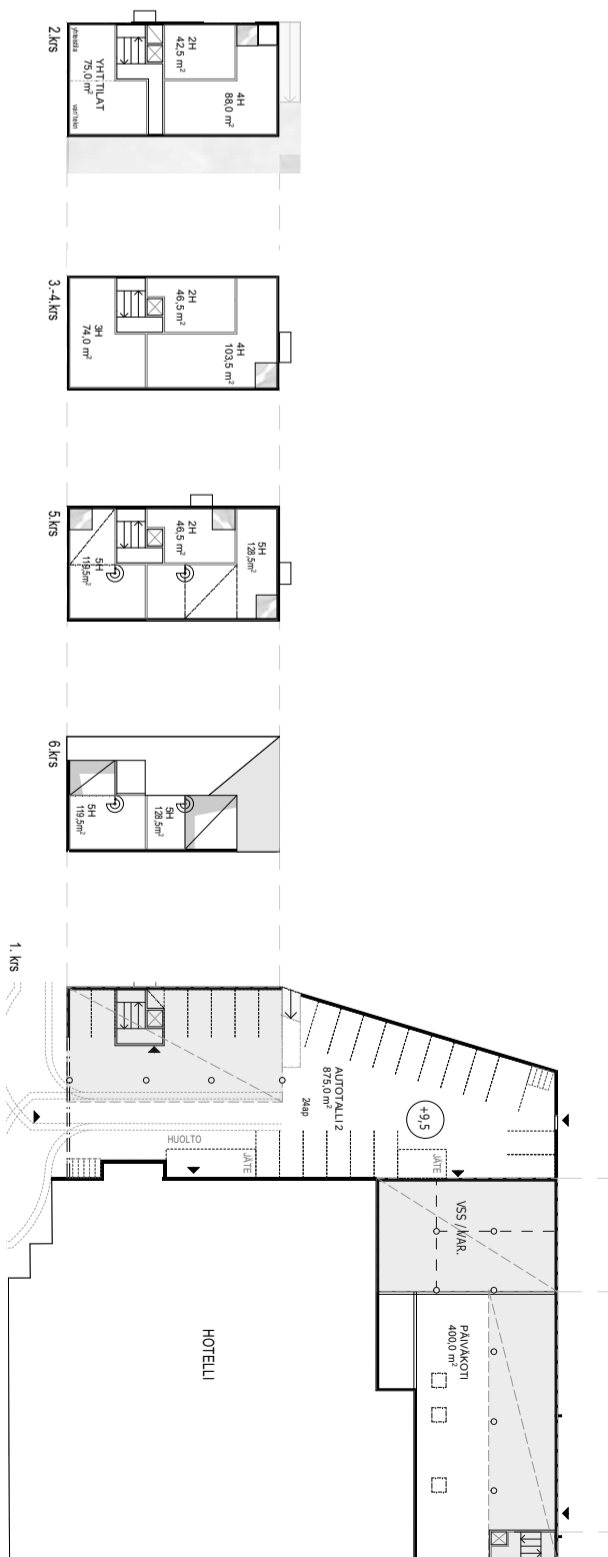 2.krs
yhteistila
YHT.TILAT
75,0 m²
var/tekn
2H
42,5 m²
4H
88,0 m²
3.-4.krs
3H
74,0 m²
2H
46,5 m²
4H
103,5 m²
5.krs
5H
119,5m²
2H
46,5 m²
5H
128,5m²
6.krs
5H
119,5m²
5H
128,5m²
1. krs
AUTOTALLI 2
875,0 m²
24ap
+9,5
HUOLTO
JÄTE
JÄTE
VSS / VAR.
PÄIVÄKOTI
400,0 m²
HOTELLI